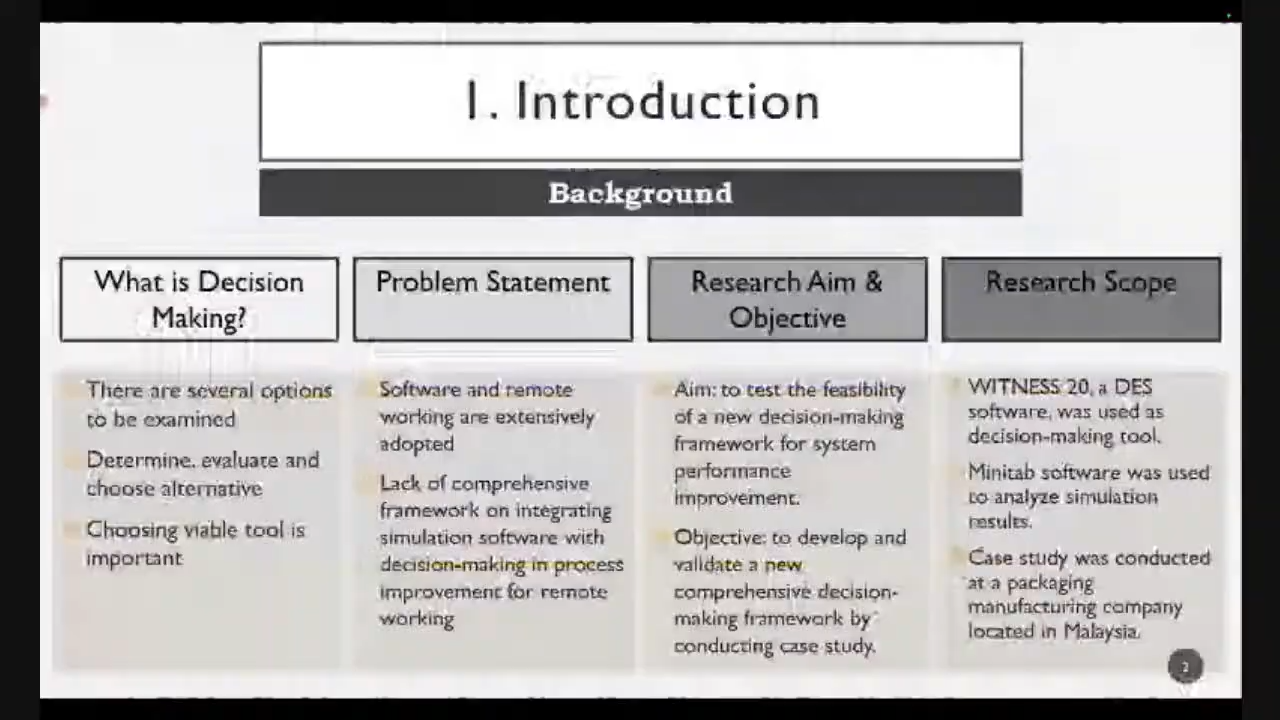 1. Introduction
Background
What is Decision
Making?
There are several options
to be examined
Determine, evaluate and
choose alternative
Choosing viable tool is
important
Problem Statement
Software and remote
working are extensively
adopted
Lack of comprehensive
framework on integrating
simulation software with
decision-making in process
improvement for remote
working
Research Aim &
Objective
Aim: to test the feasibility
of a new decision-making
framework for system
performance
improvement.
Objective: to develop and
validate a new
comprehensive decision-
making framework by
conducting case study.
Research Scope
WITNESS 20, a DES
software, was used as
decision-making tool.
Minitab software was used
to analyze simulation
results.
Case study was conducted
at a packaging
manufacturing company
located in Malaysia.
2